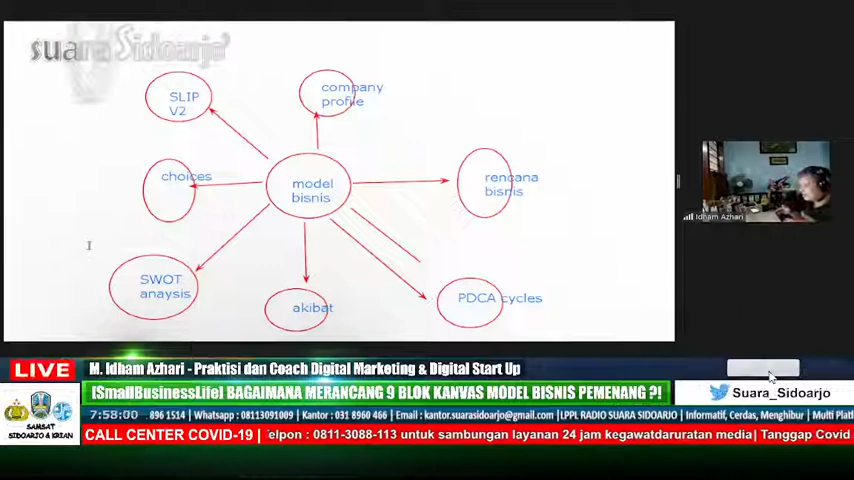 suara Sidoarjo
SLIP
V2
company
profile
choices
model
bisnis
rencana
bisnis
SWOT
anaysis
akibat
PDCA cycles
Idham Azhari
LIVE
M. Idham Azhari - Praktisi dan Coach Digital Marketing & Digital Start Up
[SmallBusinessLife] BAGAIMANA MERANCANG 9 BLOK KANVAS MODEL BISNIS PEMENANG ?!
Suara_Sidoarjo
7:58:00
896 1514 | Whatsapp : 08113091009 | Kantor : 031 8960 466 | Email : kantor.suarasidoarjo@gmail.com |LPPL RADIO SUARA SIDOARJO | Informatif, Cerdas, Menghibur | Multi Platf
SAMSAT
SIDOARJO & KRIAN
CALL CENTER COVID-19 | Telpon : 0811-3088-113 untuk sambungan layanan 24 jam kegawatdaruratan media| Tanggap Covid